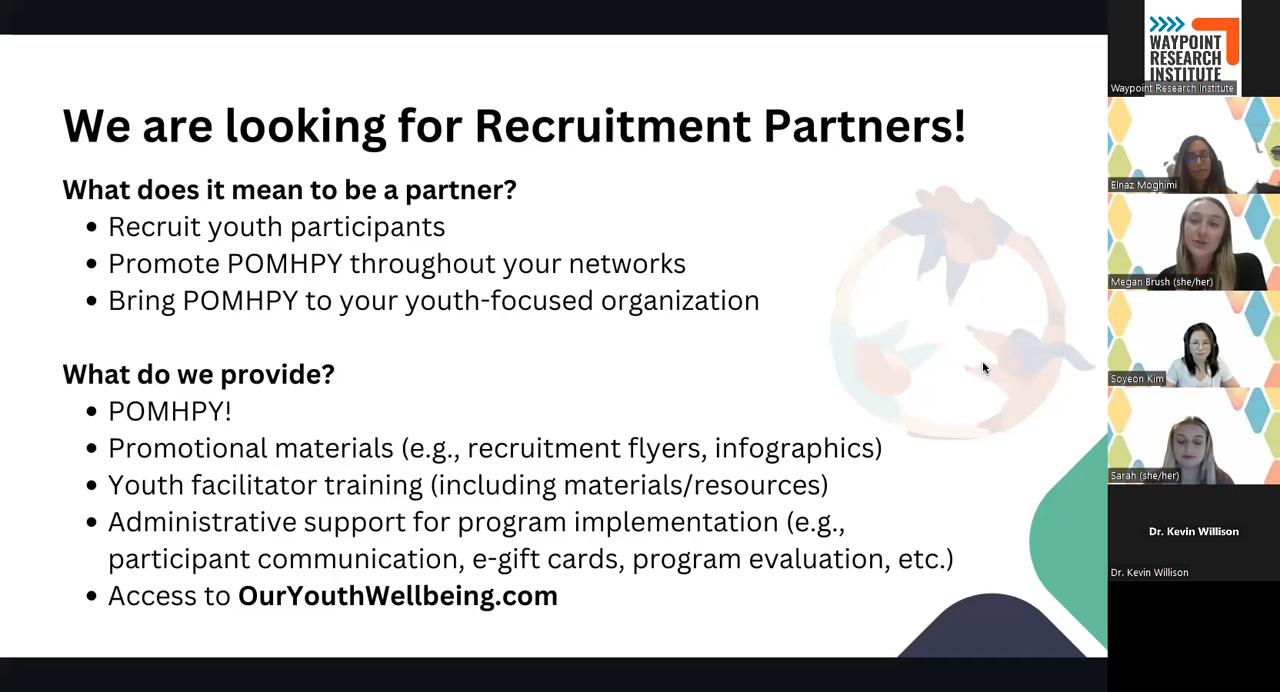 We are looking for Recruitment Partners!
What does it mean to be a partner?
• Recruit youth participants
• Promote POMHPY throughout your networks
• Bring POMHPY to your youth-focused organization
What do we provide?
• POMHPY!
• Promotional materials (e.g., recruitment flyers, infographics)
• Youth facilitator training (including materials/resources)
• Administrative support for program implementation (e.g.,
participant communication, e-gift cards, program evaluation, etc.)
• Access to OurYouthWellbeing.com
WAYPOINT
RESEARCH
INSTITUTE
Waypoint Research Institute
Elnaz Moghimi
Megan Brush (she/her)
Soyeon Kim
Sarah (she/her)
Dr. Kevin Willison
Dr. Kevin Willison